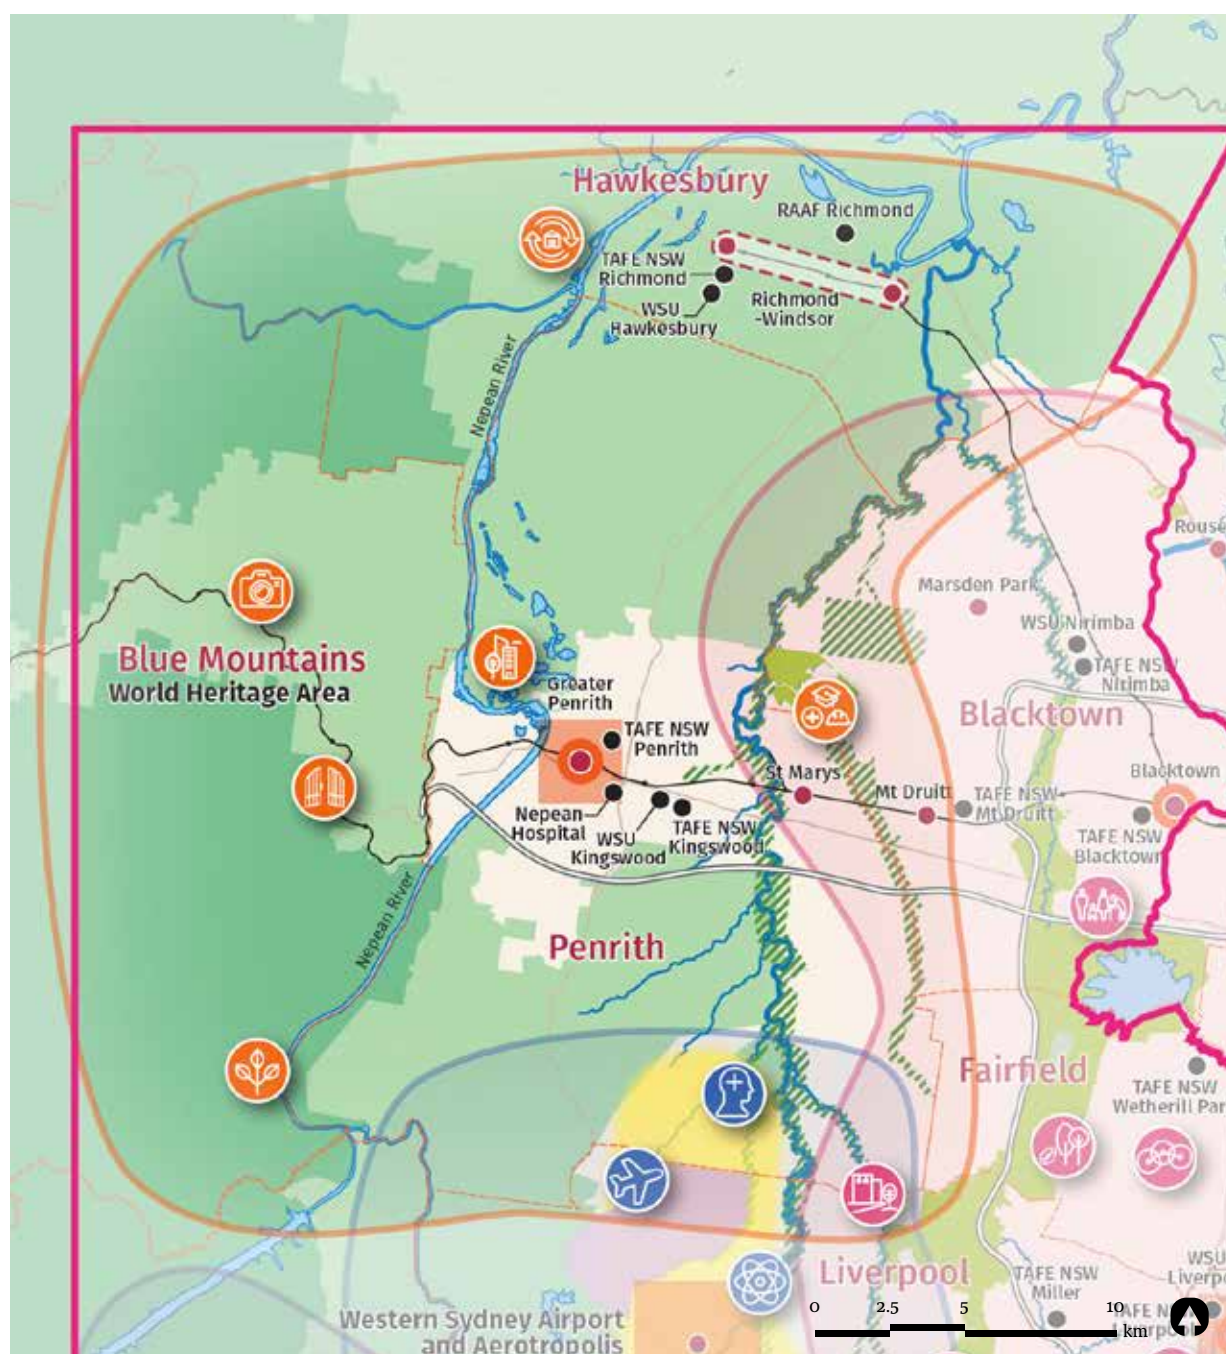 Hawkesbury
RAAF Richmond
TAFE NSW
Richmond
WSU
Hawkesbury
Richmond
-Windsor
Nepean River
Rouse
Marsden Park
WSU Nirimba
TAFE NSW
Nirimba
Blue Mountains
World Heritage Area
Greater
Penrith
TAFE NSW
Penrith
Blacktown
St Marys
Mt Druitt
Blacktown
TAFE NSW
Mt Druitt
Nepean
Hospital
WSU
Kingswood
TAFE NSW
Kingswood
TAFE NSW
Blacktown
Nepean River
Penrith
Fairfield
TAFE NSW
Wetherill Par
Liverpool
TAFE NSW
Miller
WSU
Liverp
Western Sydney Airport
and Aerotropolis
0 2.5 5 10
km
TAFE NS